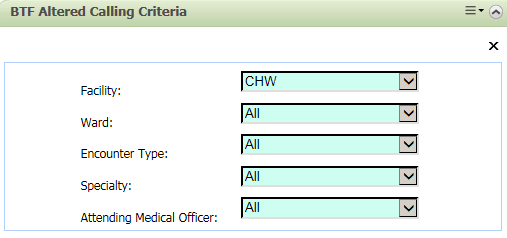 BTF Altered Calling Criteria
Facility: CHW
Ward: All
Encounter Type: All
Specialty: All
Attending Medical Officer: All